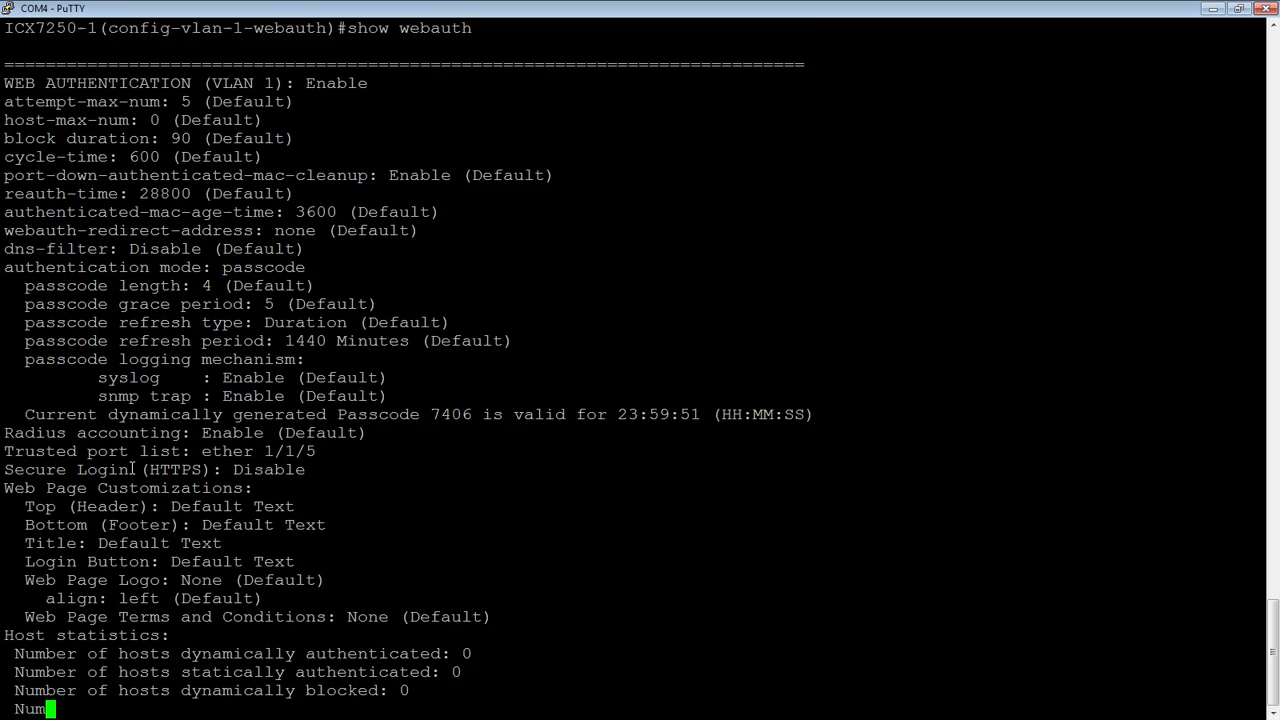 COM4 - PuTTY
ICX7250-1(config-vlan-1-webauth)#show webauth
=============================================================================
WEB AUTHENTICATION (VLAN 1): Enable
attempt-max-num: 5 (Default)
host-max-num: 0 (Default)
block duration: 90 (Default)
cycle-time: 600 (Default)
port-down-authenticated-mac-cleanup: Enable (Default)
reauth-time: 28800 (Default)
authenticated-mac-age-time: 3600 (Default)
webauth-redirect-address: none (Default)
dns-filter: Disable (Default)
authentication mode: passcode
  passcode length: 4 (Default)
  passcode grace period: 5 (Default)
  passcode refresh type: Duration (Default)
  passcode refresh period: 1440 Minutes (Default)
  passcode logging mechanism:
         syslog    : Enable (Default)
         snmp trap : Enable (Default)
  Current dynamically generated Passcode 7406 is valid for 23:59:51 (HH:MM:SS)
Radius accounting: Enable (Default)
Trusted port list: ether 1/1/5
Secure Login (HTTPS): Disable
Web Page Customizations:
  Top (Header): Default Text
  Bottom (Footer): Default Text
  Title: Default Text
  Login Button: Default Text
  Web Page Logo: None (Default)
    align: left (Default)
  Web Page Terms and Conditions: None (Default)
Host statistics:
 Number of hosts dynamically authenticated: 0
 Number of hosts statically authenticated: 0
 Number of hosts dynamically blocked: 0
 Num